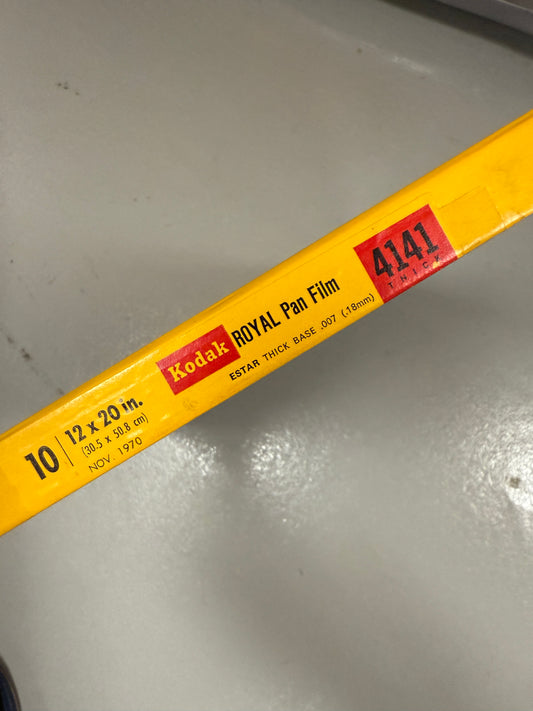 10
12 x 20 in.
(30.5 x 50.8 cm)
NOV. 1970
Kodak ROYAL Pan Film
ESTAR THICK BASE .007 (.18mm)
4141
THICK